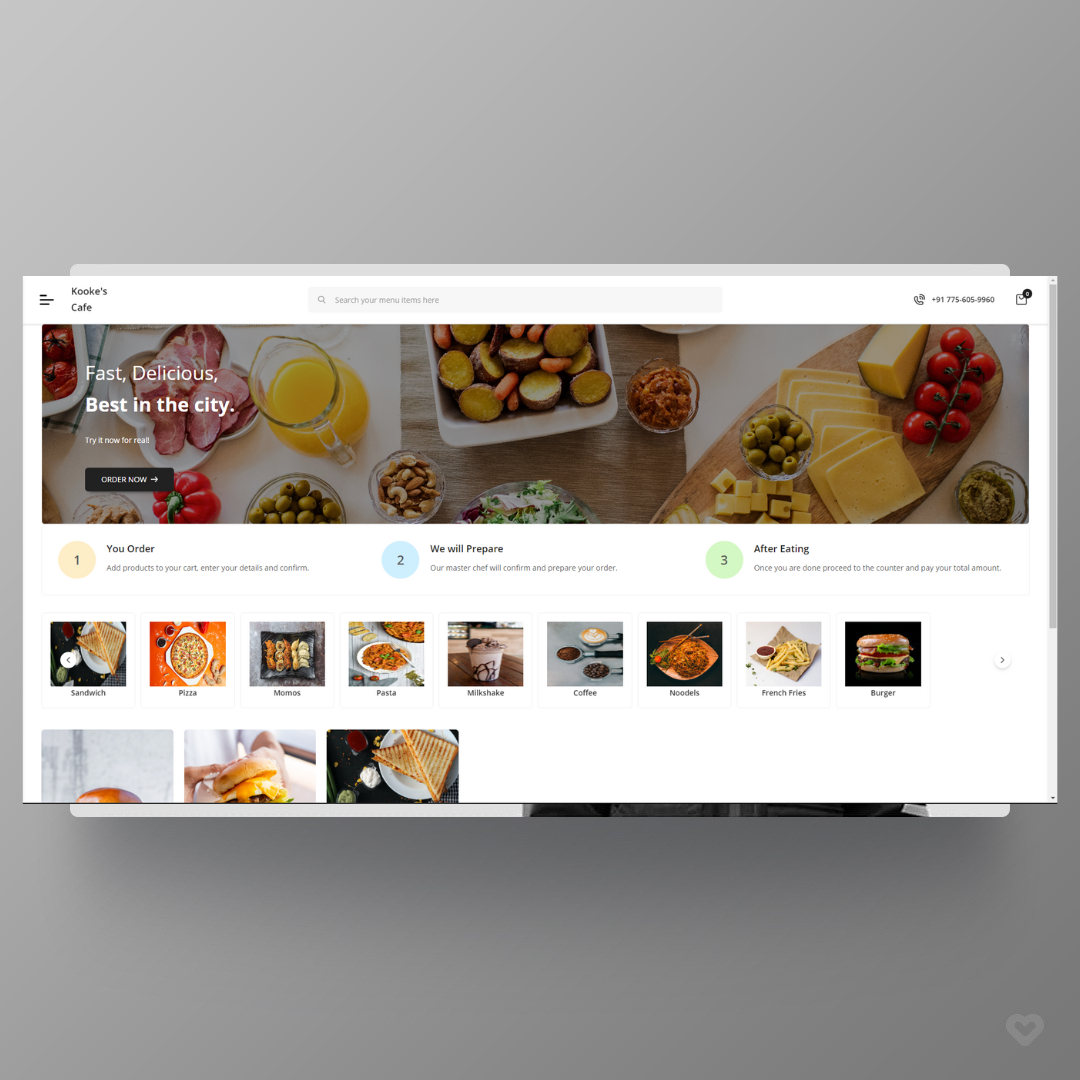 Kooke's
Cafe
Search your menu items here
+91 775-605-9960
0
Fast, Delicious,
Best in the city.
Try it now for real!
ORDER NOW →
1
You Order
Add products to your cart, enter your details and confirm.
2
We will Prepare
Our master chef will confirm and prepare your order.
3
After Eating
Once you are done proceed to the counter and pay your total amount.
Sandwich
Pizza
Momos
Pasta
Milkshake
Coffee
Noodels
French Fries
Burger